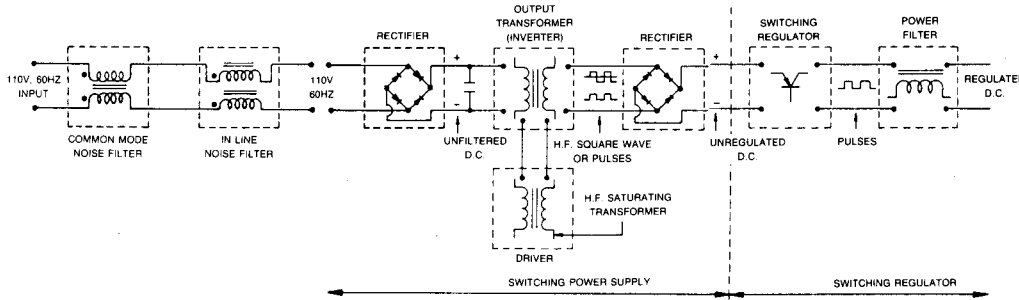 OUTPUT
TRANSFORMER
(INVERTER)
SWITCHING
REGULATOR
POWER
FILTER
RECTIFIER
RECTIFIER
110V, 60HZ
INPUT
110V
60HZ
+
−
+
−
REGULATED
D.C.
COMMON MODE
NOISE FILTER
IN LINE
NOISE FILTER
UNFILTERED
D.C.
H.F. SQUARE WAVE
OR PULSES
UNREGULATED
D.C.
PULSES
H.F. SATURATING
TRANSFORMER
DRIVER
SWITCHING POWER SUPPLY
SWITCHING REGULATOR